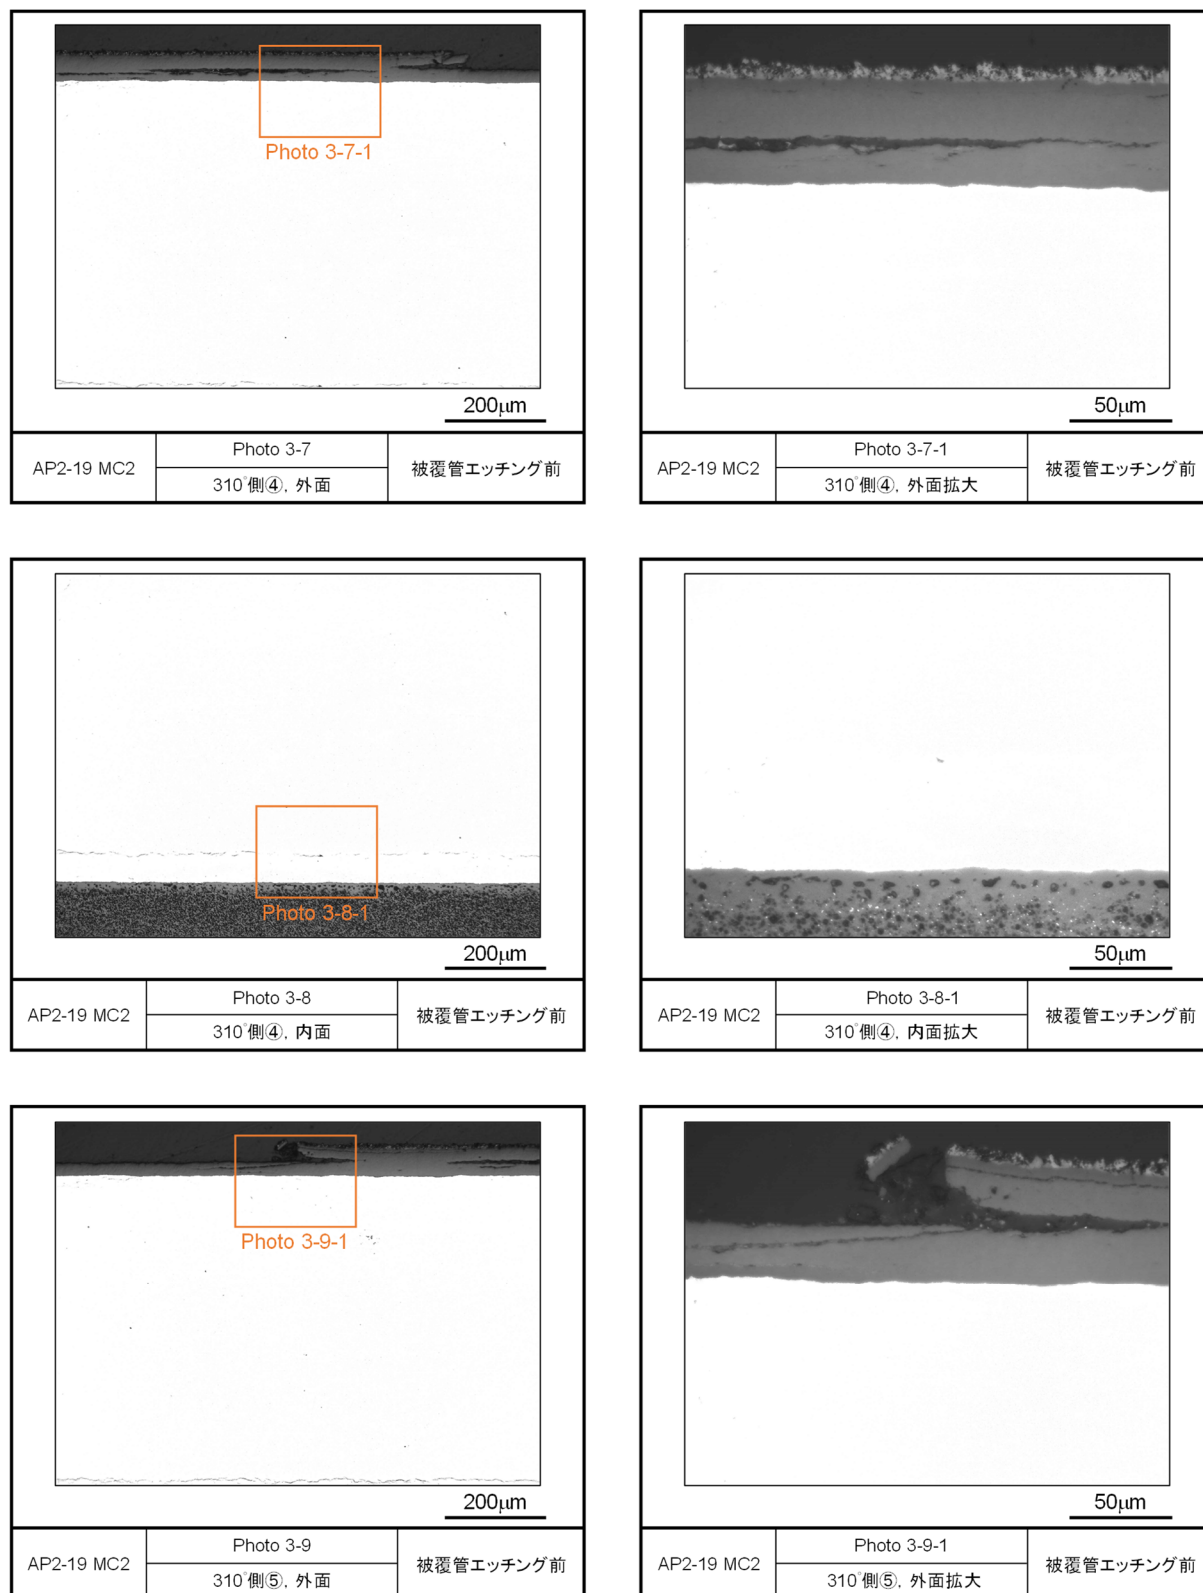 Photo 3-7-1
200μm
AP2-19 MC2
Photo 3-7
310°側④, 外面
被覆管エッチング前
50μm
AP2-19 MC2
Photo 3-7-1
310°側④, 外面拡大
被覆管エッチング前
Photo 3-8-1
200μm
AP2-19 MC2
Photo 3-8
310°側④, 内面
被覆管エッチング前
50μm
AP2-19 MC2
Photo 3-8-1
310°側④, 内面拡大
被覆管エッチング前
Photo 3-9-1
200μm
AP2-19 MC2
Photo 3-9
310°側⑤, 外面
被覆管エッチング前
50μm
AP2-19 MC2
Photo 3-9-1
310°側⑤, 外面拡大
被覆管エッチング前